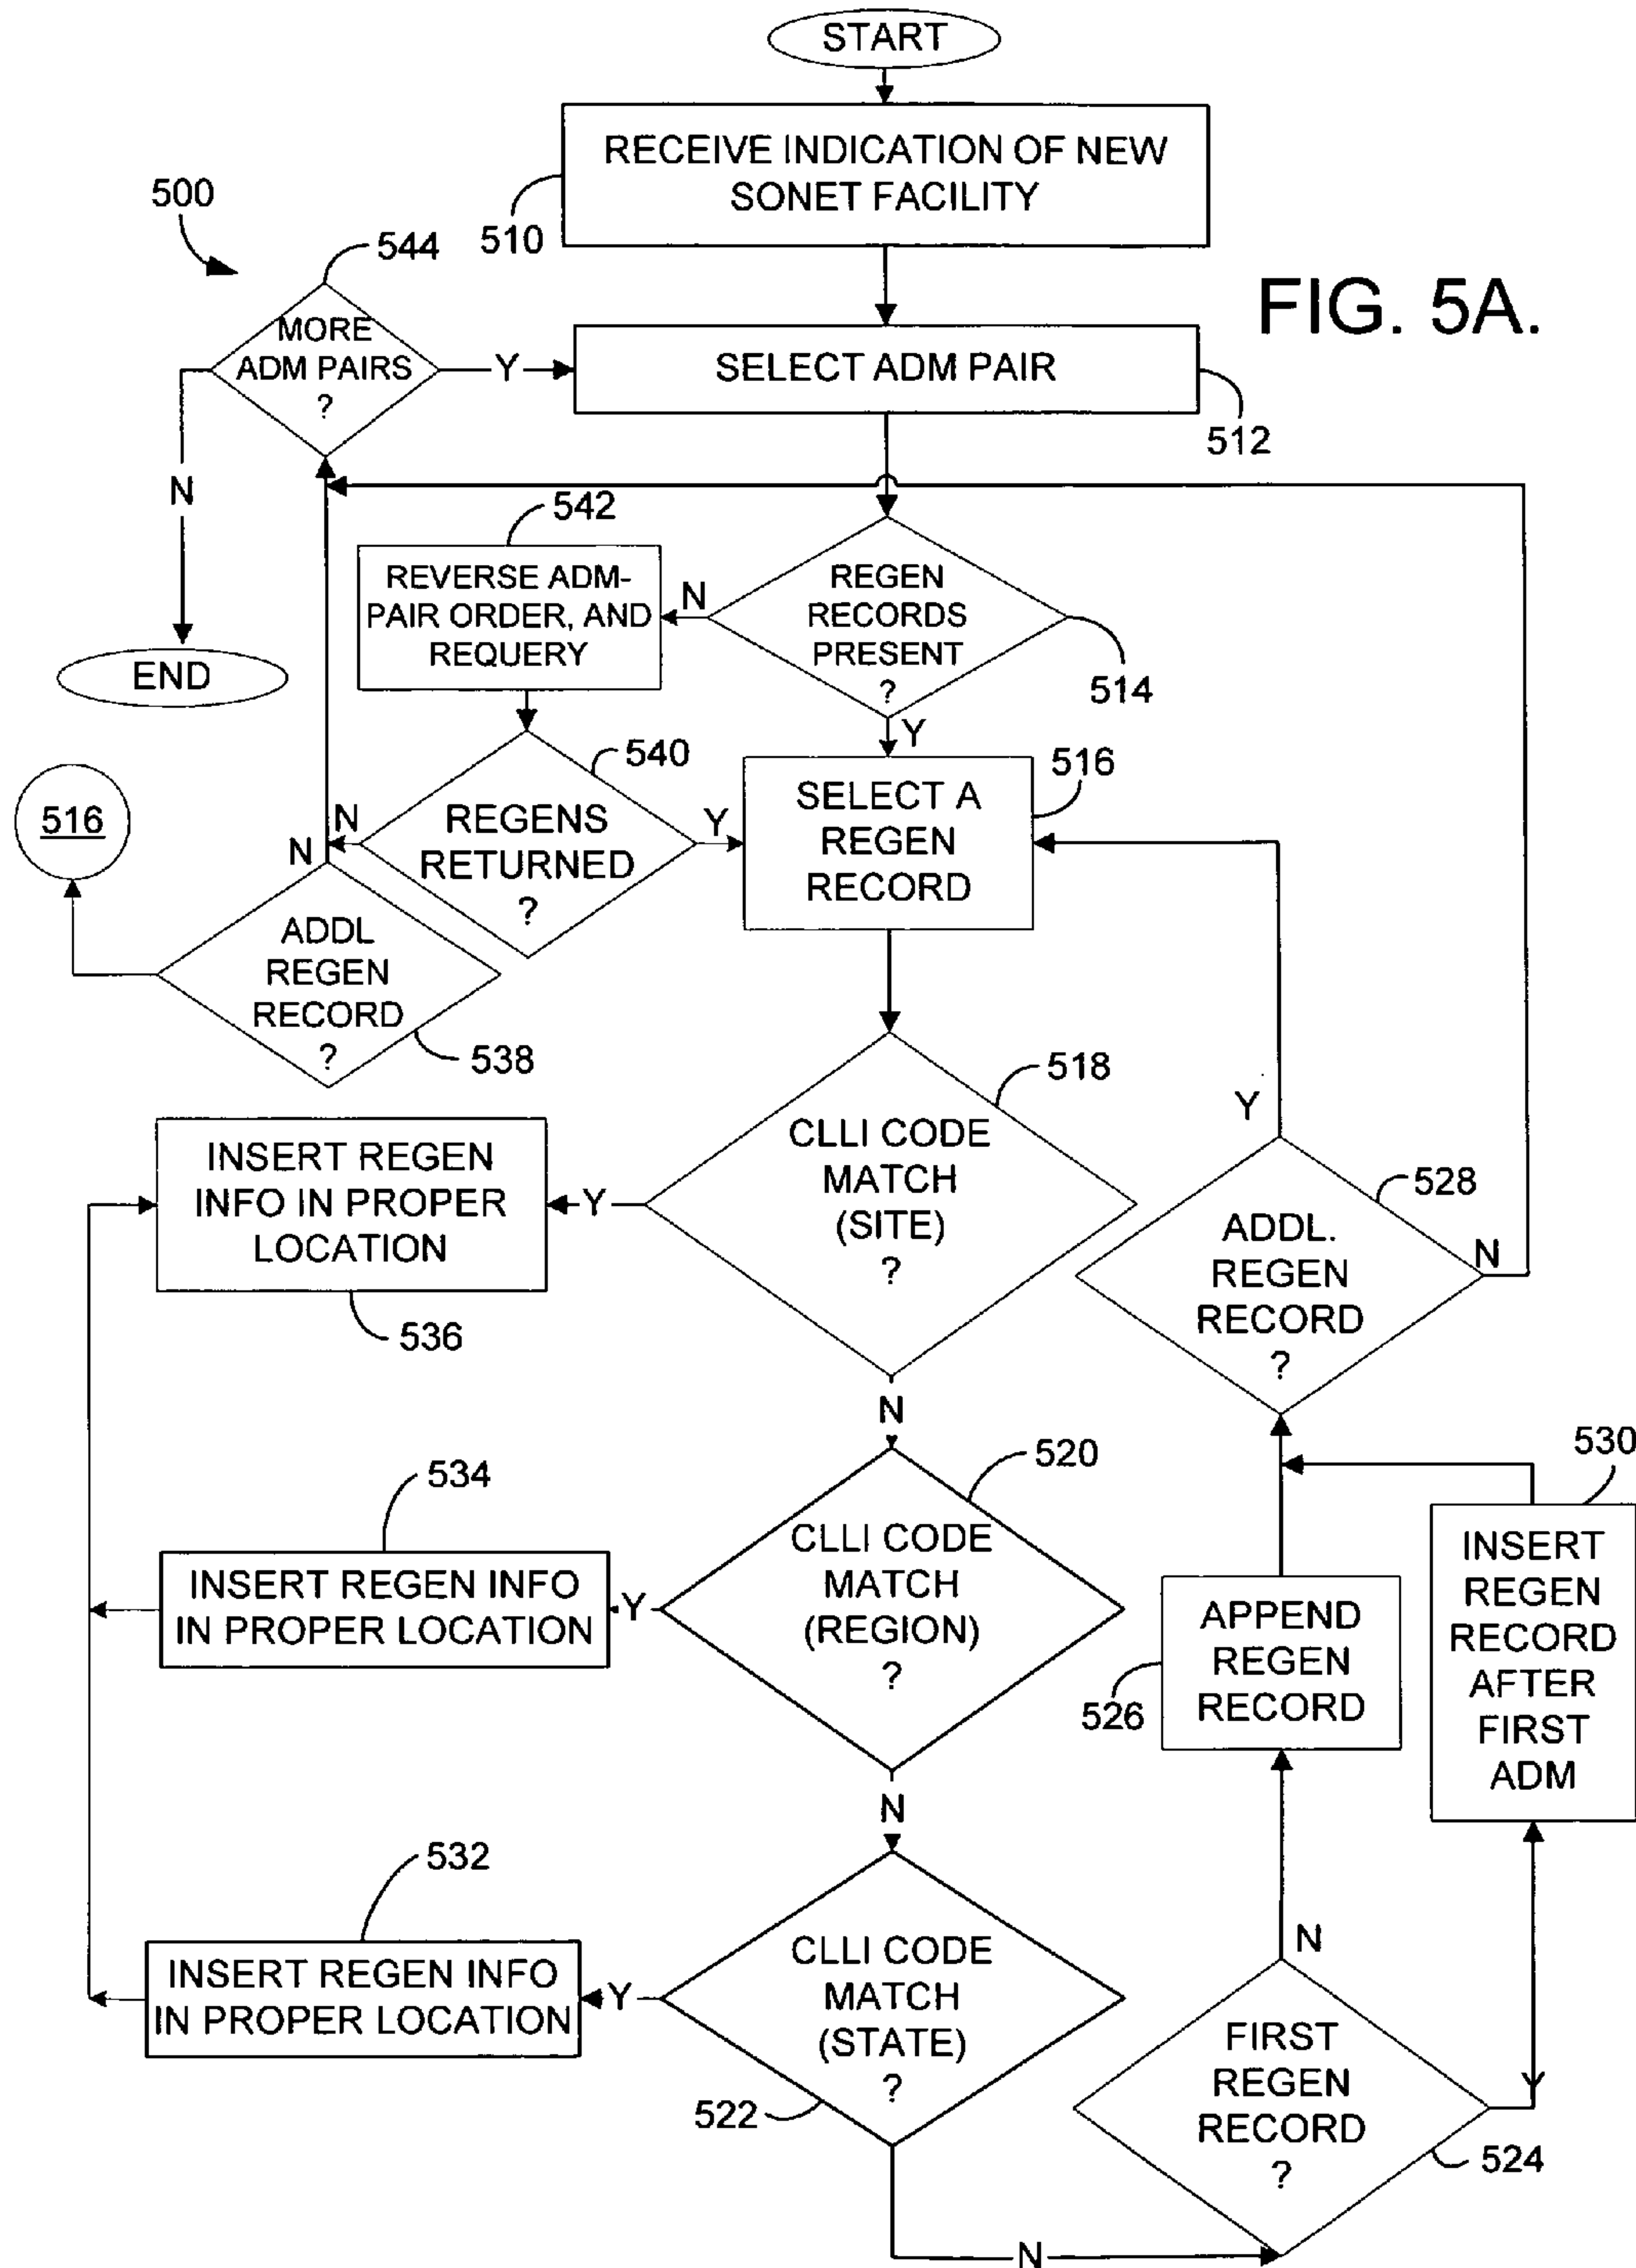 START
RECEIVE INDICATION OF NEW
SONET FACILITY
510
500
FIG. 5A.
544
MORE
ADM PAIRS
?
Y
N
SELECT ADM PAIR
512
END
542
REVERSE ADM-
PAIR ORDER, AND
REQUERY
N
REGEN
RECORDS
PRESENT
?
514
Y
540
REGENS
RETURNED
?
N
Y
516
SELECT A
REGEN
RECORD
516
N
ADDL
REGEN
RECORD
?
538
518
CLLI CODE
MATCH
(SITE)
?
Y
N
INSERT REGEN
INFO IN PROPER
LOCATION
536
Y
528
ADDL.
REGEN
RECORD
?
N
520
CLLI CODE
MATCH
(REGION)
?
Y
N
534
INSERT REGEN INFO
IN PROPER LOCATION
530
INSERT
REGEN
RECORD
AFTER
FIRST
ADM
APPEND
REGEN
RECORD
526
532
INSERT REGEN INFO
IN PROPER LOCATION
Y
CLLI CODE
MATCH
(STATE)
?
522
N
N
FIRST
REGEN
RECORD
?
Y
524